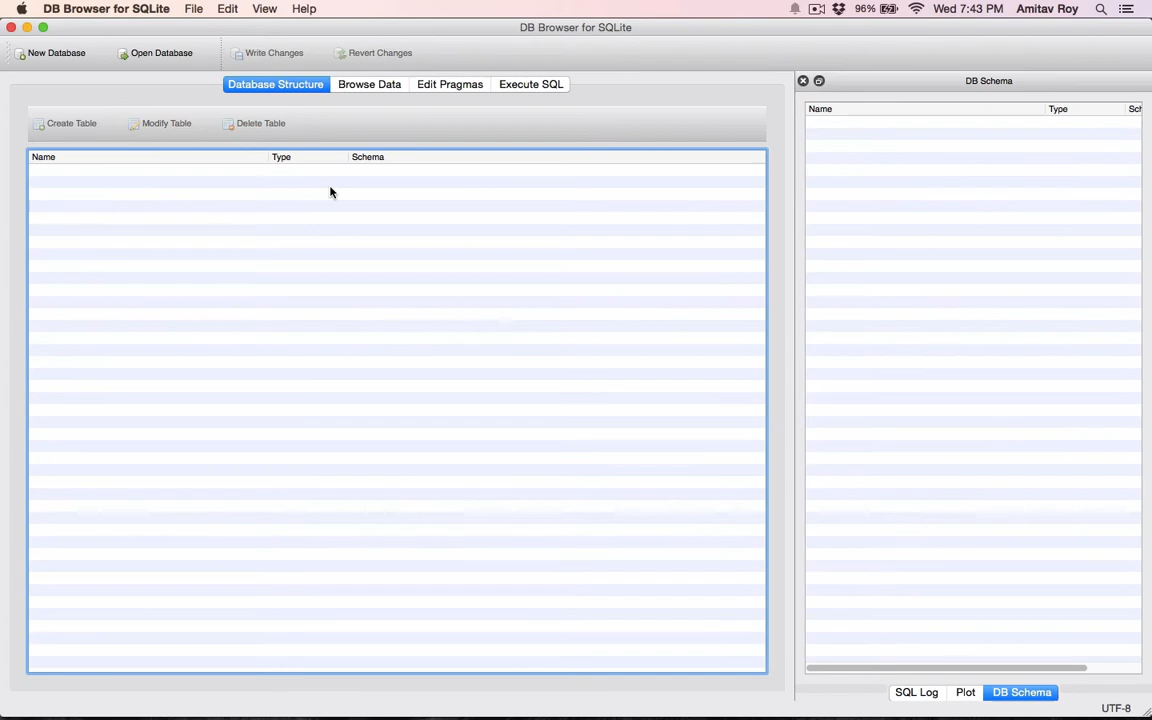 DB Browser for SQLite File Edit View Help 96% Wed 7:43 PM Amitav Roy
DB Browser for SQLite
New Database Open Database Write Changes Revert Changes
DB Schema
Database Structure Browse Data Edit Pragmas Execute SQL
Name Type Sch
Create Table Modify Table Delete Table
Name Type Schema
SQL Log Plot DB Schema
UTF-8